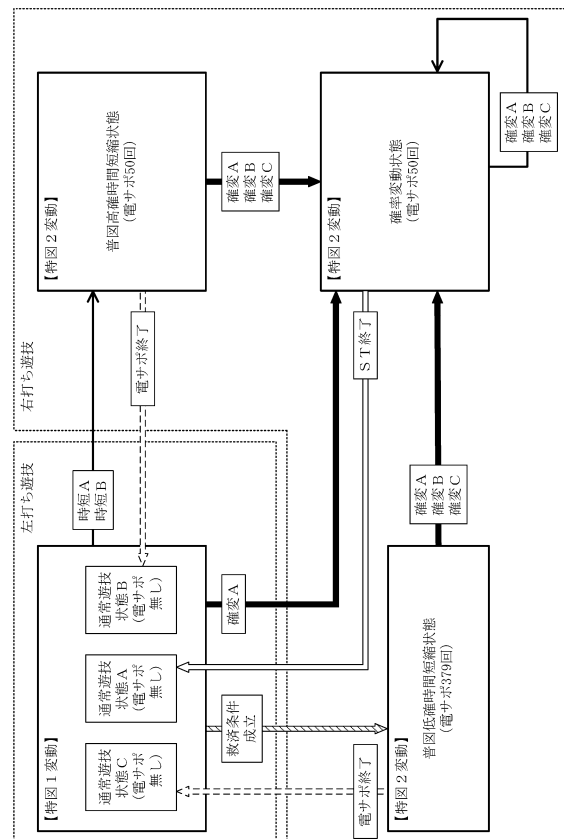 左打ち遊技
右打ち遊技
【特図1変動】
通常遊技
状態C
(電サポ
無し)
通常遊技
状態A
(電サポ
無し)
通常遊技
状態B
(電サポ
無し)
時短A
時短B
【特図2変動】
普図高確時間短縮状態
(電サポ50回)
電サポ終了
確変A
確変B
確変C
確変A
救済条件
成立
ST終了
【特図2変動】
確率変動状態
(電サポ50回)
確変A
確変B
確変C
電サポ終了
【特図2変動】
普図低確時間短縮状態
(電サポ379回)
確変A
確変B
確変C